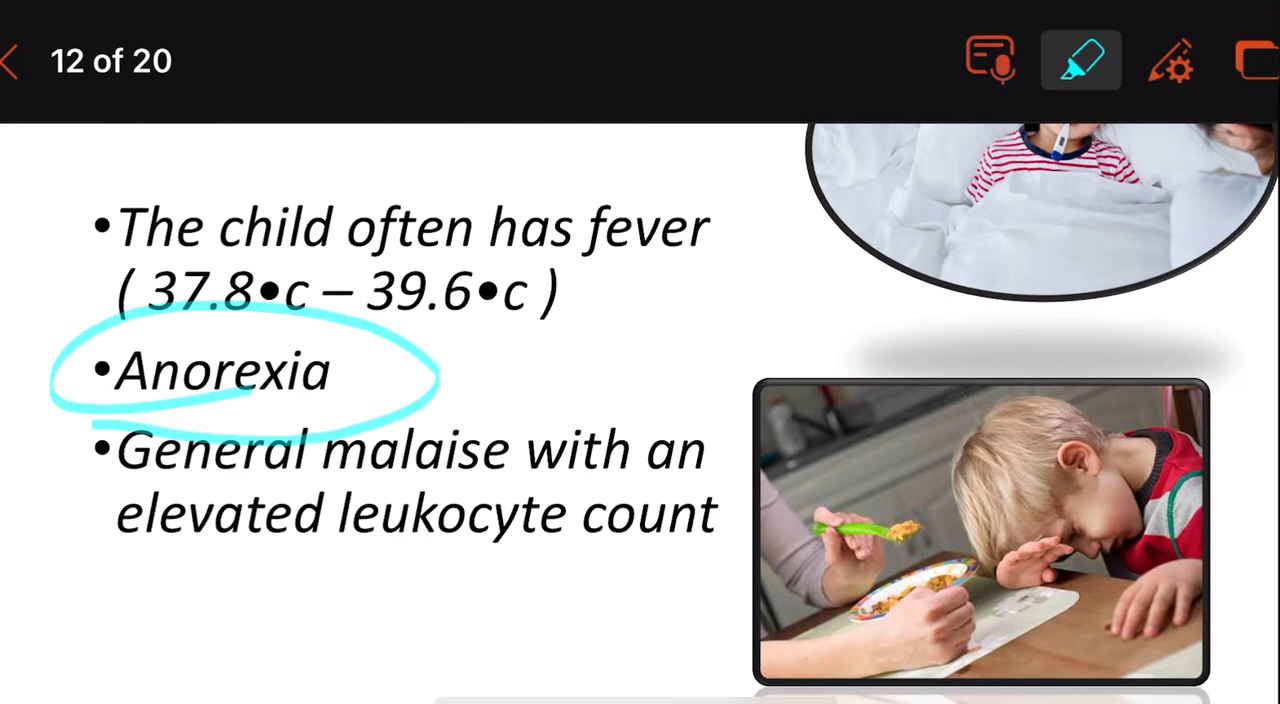 12 of 20
•The child often has fever
( 37.8•c – 39.6•c )
•Anorexia
•General malaise with an
elevated leukocyte count